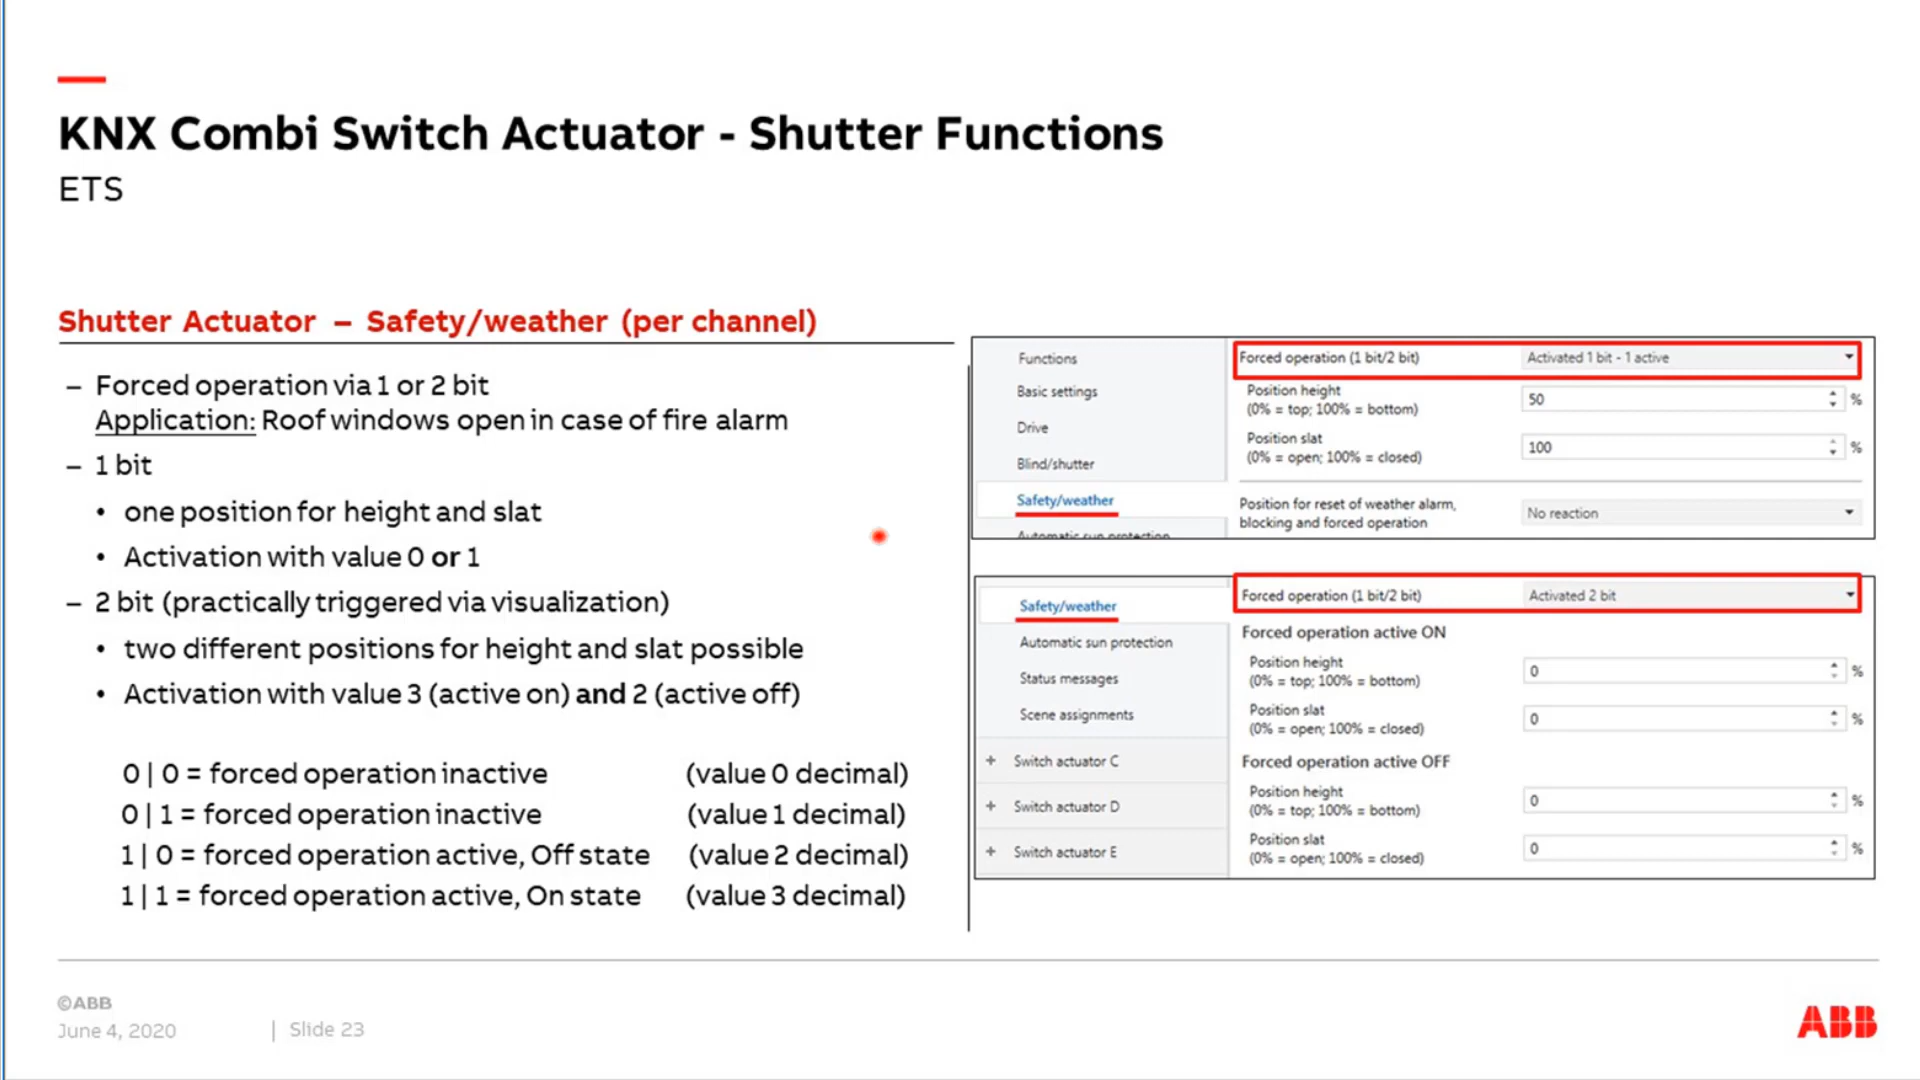 KNX Combi Switch Actuator - Shutter Functions
ETS
Shutter Actuator – Safety/weather (per channel)
– Forced operation via 1 or 2 bit
Application: Roof windows open in case of fire alarm
– 1 bit
• one position for height and slat
• Activation with value 0 or 1
– 2 bit (practically triggered via visualization)
• two different positions for height and slat possible
• Activation with value 3 (active on) and 2 (active off)
0 | 0 = forced operation inactive (value 0 decimal)
0 | 1 = forced operation inactive (value 1 decimal)
1 | 0 = forced operation active, Off state (value 2 decimal)
1 | 1 = forced operation active, On state (value 3 decimal)
Functions
Basic settings
Drive
Blind/shutter
Safety/weather
Automatic sun protection
Forced operation (1 bit/2 bit) Activated 1 bit - 1 active
Position height
(0% = top; 100% = bottom) 50 %
Position slat
(0% = open; 100% = closed) 100 %
Position for reset of weather alarm,
blocking and forced operation No reaction
Safety/weather
Automatic sun protection
Status messages
Scene assignments
+ Switch actuator C
+ Switch actuator D
+ Switch actuator E
Forced operation (1 bit/2 bit) Activated 2 bit
Forced operation active ON
Position height
(0% = top; 100% = bottom) 0 %
Position slat
(0% = open; 100% = closed) 0 %
Forced operation active OFF
Position height
(0% = top; 100% = bottom) 0 %
Position slat
(0% = open; 100% = closed) 0 %
©ABB
June 4, 2020 | Slide 23
ABB